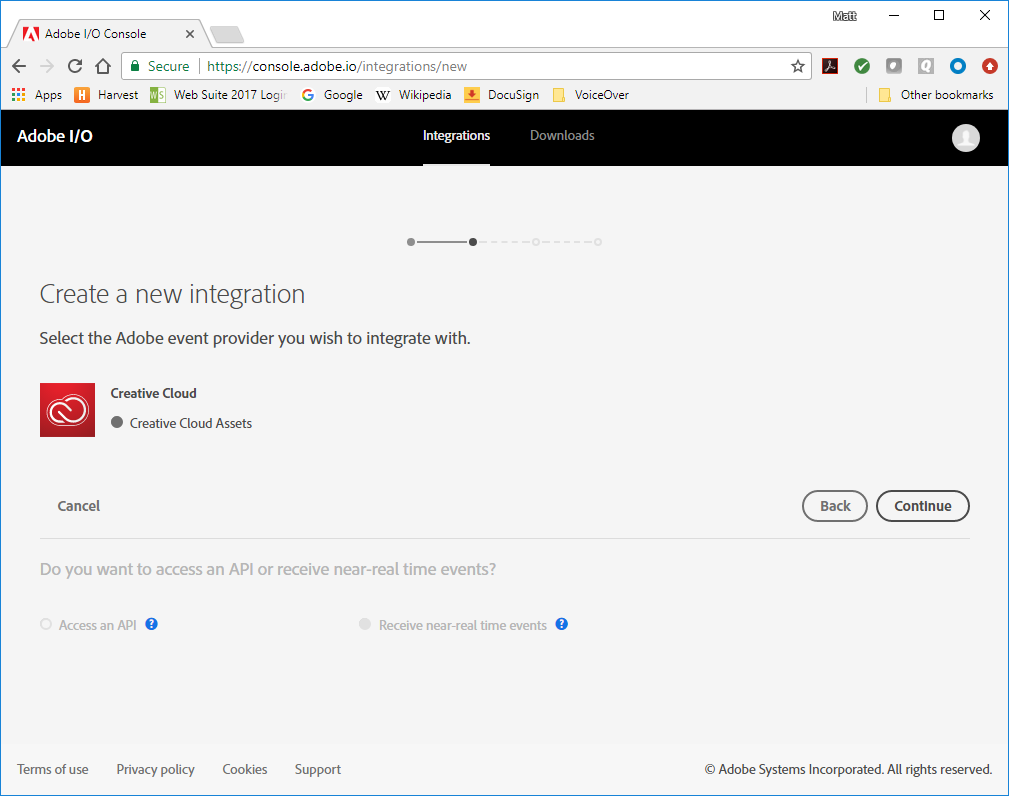 Matt
Adobe I/O Console
Secure https://console.adobe.io/integrations/new
Apps Harvest Web Suite 2017 Login Google Wikipedia DocuSign VoiceOver Other bookmarks
Adobe I/O Integrations Downloads
Create a new integration
Select the Adobe event provider you wish to integrate with.
Creative Cloud
Creative Cloud Assets
Cancel Back Continue
Do you want to access an API or receive near-real time events?
Access an API ? Receive near-real time events ?
Terms of use Privacy policy Cookies Support © Adobe Systems Incorporated. All rights reserved.